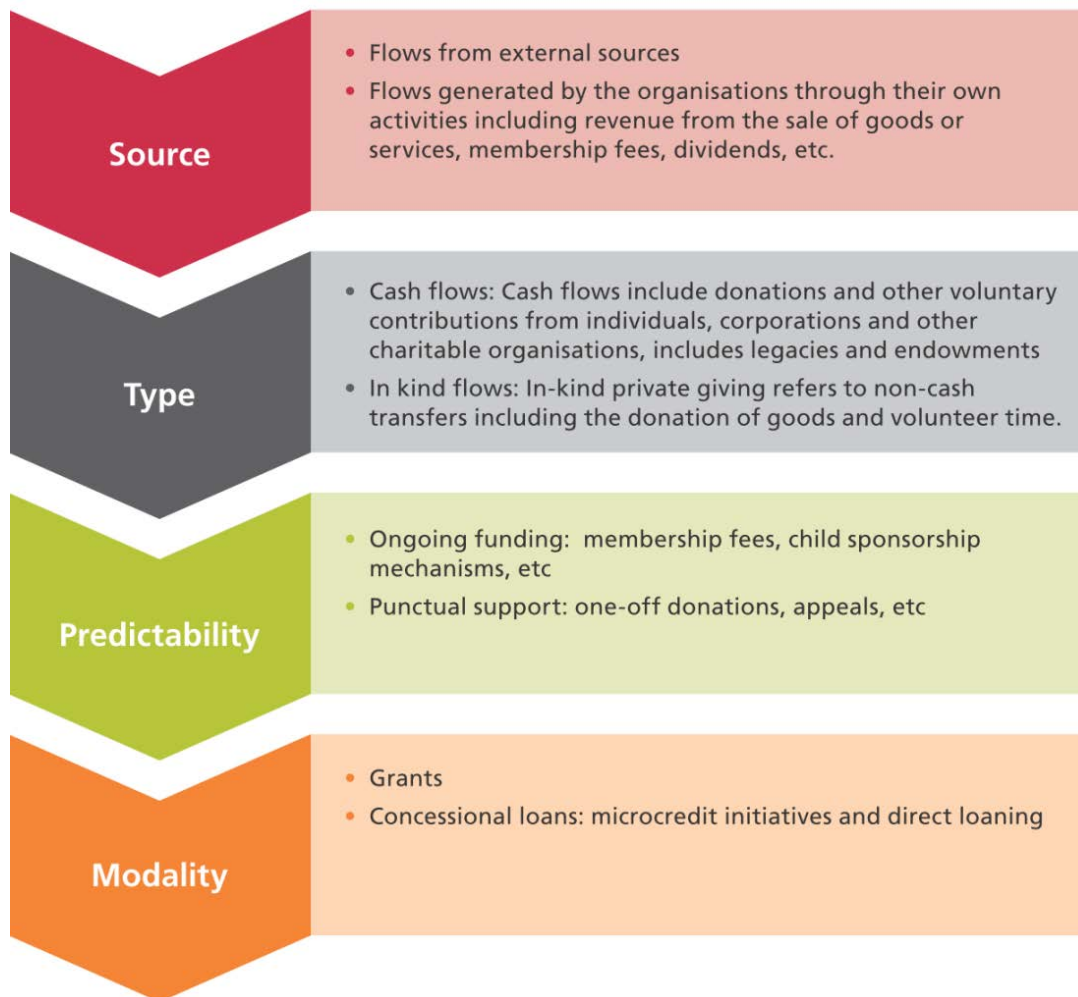 Source
• Flows from external sources
• Flows generated by the organisations through their own
activities including revenue from the sale of goods or
services, membership fees, dividends, etc.
Type
• Cash flows: Cash flows include donations and other voluntary
contributions from individuals, corporations and other
charitable organisations, includes legacies and endowments
• In kind flows: In-kind private giving refers to non-cash
transfers including the donation of goods and volunteer time.
Predictability
• Ongoing funding:  membership fees, child sponsorship
mechanisms, etc
• Punctual support: one-off donations, appeals, etc
Modality
• Grants
• Concessional loans: microcredit initiatives and direct loaning